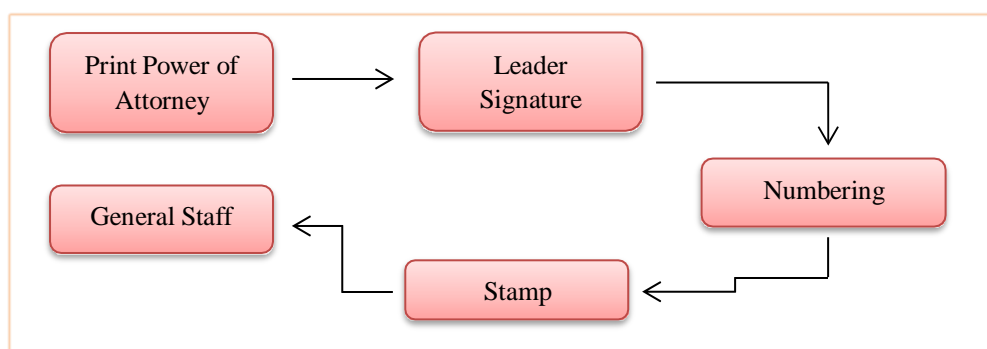 Print Power of
Attorney
Leader
Signature
Numbering
Stamp
General Staff